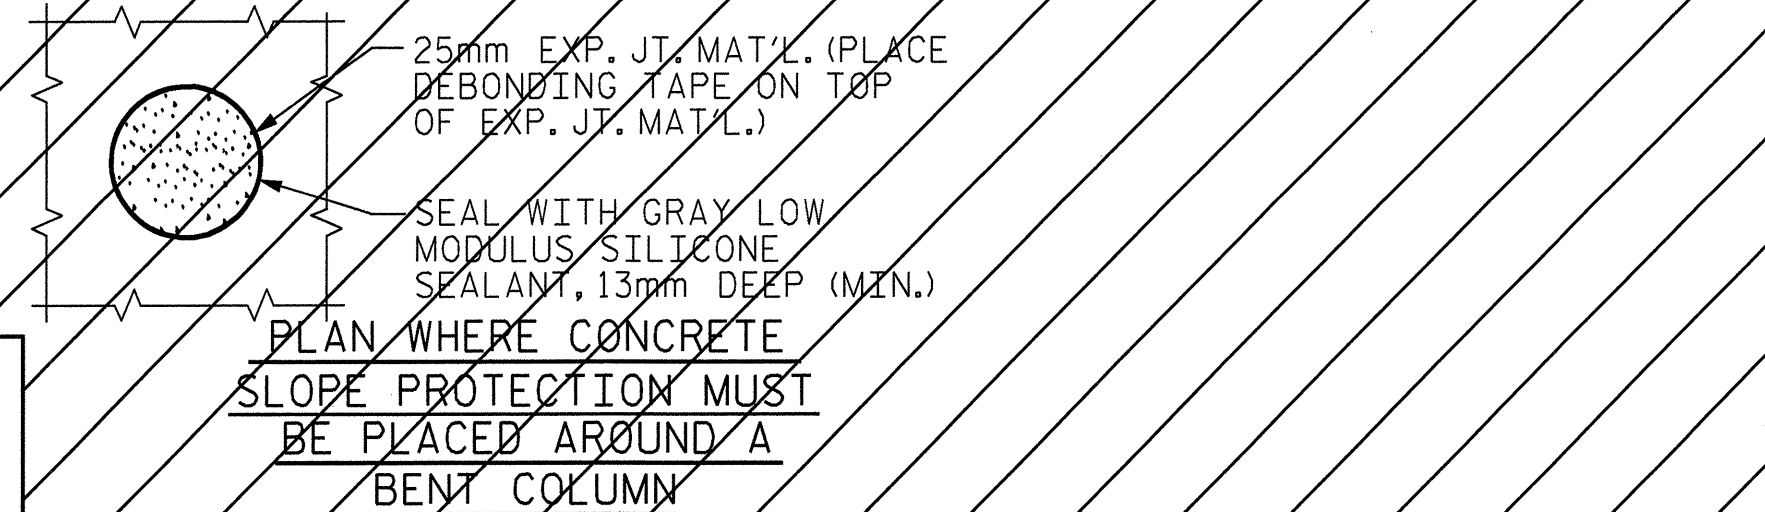 25mm EXP. JT. MAT'L. (PLACE
DEBONDING TAPE ON TOP
OF EXP. JT. MAT'L.)
SEAL WITH GRAY LOW
MODULUS SILICONE
SEALANT, 13mm DEEP (MIN.)
PLAN WHERE CONCRETE
SLOPE PROTECTION MUST
BE PLACED AROUND A
BENT COLUMN